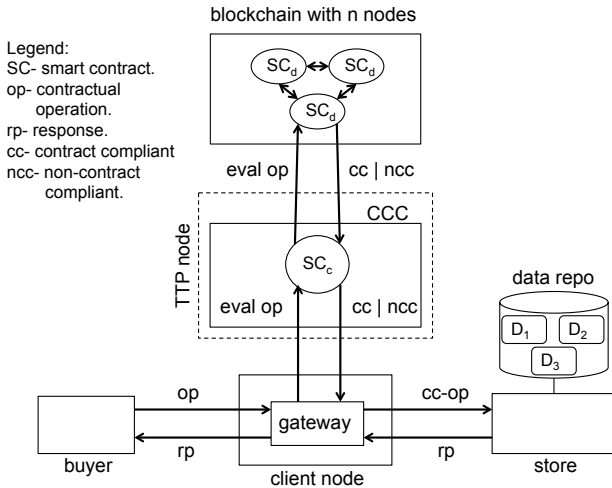 blockchain with n nodes
Legend:
SC- smart contract.
op- contractual
operation.
rp- response.
cc- contract compliant
ncc- non-contract
compliant.
SCd
SCd
SCd
eval op
cc | ncc
CCC
TTP node
SCc
eval op
cc | ncc
data repo
D1
D2
D3
op
cc-op
gateway
rp
rp
buyer
client node
store